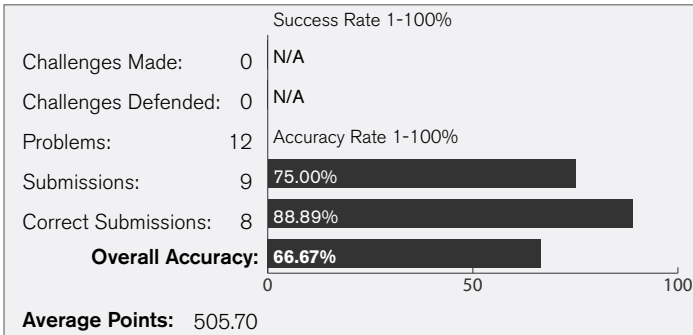 Success Rate 1-100%
Challenges Made: 0 N/A
Challenges Defended: 0 N/A
Problems: 12 Accuracy Rate 1-100%
Submissions: 9 75.00%
Correct Submissions: 8 88.89%
Overall Accuracy: 66.67%
0 50 100
Average Points: 505.70